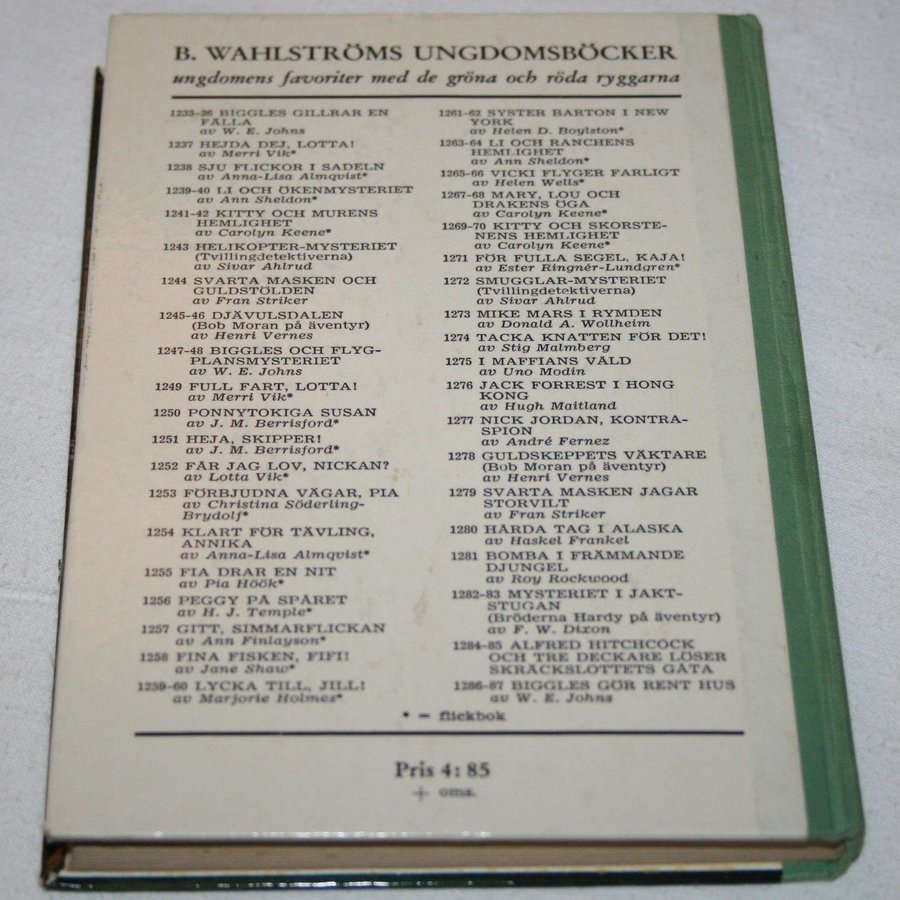 B. WAHLSTRÖMS UNGDOMSBÖCKER
ungdomens favoriter med de gröna och röda ryggarna
1235-36 BIGGLES GILLRAR EN
FÄLLA
av W. E. Johns
1237 HEJDA DEJ, LOTTA!
av Merri Vik*
1238 SJU FLICKOR I SADELN
av Anna-Lisa Almqvist*
1239-40 LI OCH ÖKENMYSTERIET
av Ann Sheldon*
1241-42 KITTY OCH MURENS
HEMLIGHET
av Carolyn Keene*
1243 HELIKOPTER-MYSTERIET
(Tvillingdetektiverna)
av Sivar Ahlrud
1244 SVARTA MASKEN OCH
GULDSTÖLDEN
av Fran Striker
1245-46 DJÄVULSDALEN
(Bob Moran på äventyr)
av Henri Vernes
1247-48 BIGGLES OCH FLYG-
PLANSMYSTERIET
av W. E. Johns
1249 FULL FART, LOTTA!
av Merri Vik*
1250 PONNYTOKIGA SUSAN
av J. M. Berrisford*
1251 HEJA, SKIPPER!
av J. M. Berrisford*
1252 FÅR JAG LOV, NICKAN?
av Lotta Vik*
1253 FÖRBJUDNA VÄGAR, PIA
av Christina Söderling-
Brydolf*
1254 KLART FÖR TÄVLING,
ANNIKA
av Anna-Lisa Almqvist*
1255 FIA DRAR EN NIT
av Pia Höök*
1256 PEGGY PÅ SPÅRET
av H. J. Temple*
1257 GITT, SIMMARFLICKAN
av Ann Finlayson*
1258 FINA FISKEN, FIFI!
av Jane Shaw*
1259-60 LYCKA TILL, JILL!
av Marjorie Holmes*
1261-62 SYSTER BARTON I NEW
YORK
av Helen D. Boylston*
1263-64 LI OCH RANCHENS
HEMLIGHET
av Ann Sheldon*
1265-66 VICKI FLYGER FARLIGT
av Helen Wells*
1267-68 MARY, LOU OCH
DRAKENS ÖGA
av Carolyn Keene*
1269-70 KITTY OCH SKORSTE-
NENS HEMLIGHET
av Carolyn Keene*
1271 FÖR FULLA SEGEL, KAJA!
av Ester Ringnér-Lundgren*
1272 SMUGGLAR-MYSTERIET
(Tvillingdetektiverna)
av Sivar Ahlrud
1273 MIKE MARS I RYMDEN
av Donald A. Wollheim
1274 TACKA KNATTEN FÖR DET!
av Stig Malmberg
1275 I MAFFIANS VÅLD
av Uno Modin
1276 JACK FORREST I HONG
KONG
av Hugh Maitland
1277 NICK JORDAN, KONTRA-
SPION
av André Fernez
1278 GULDSKEPPETS VÄKTARE
(Bob Moran på äventyr)
av Henri Vernes
1279 SVARTA MASKEN JAGAR
STORVILT
av Fran Striker
1280 HÅRDA TAG I ALASKA
av Haskel Frankel
1281 BOMBA I FRÄMMANDE
DJUNGEL
av Roy Rockwood
1282-83 MYSTERIET I JAKT-
STUGAN
(Bröderna Hardy på äventyr)
av F. W. Dixon
1284-85 ALFRED HITCHCOCK
OCH TRE DECKARE LÖSER
SKRÄCKSLOTTETS GÅTA
1286-87 BIGGLES GÖR RENT HUS
av W. E. Johns
* = flickbok
Pris 4: 85
+ oms.